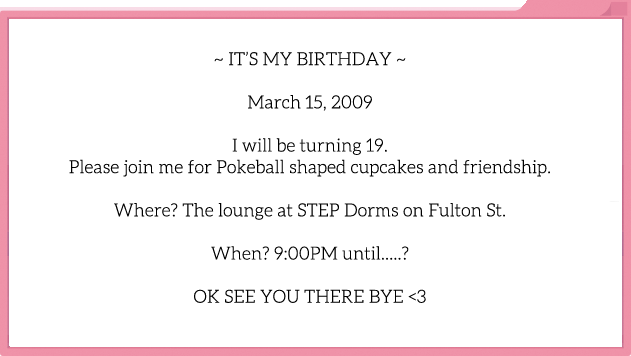 ~ IT'S MY BIRTHDAY ~
March 15, 2009
I will be turning 19.
Please join me for Pokeball shaped cupcakes and friendship.
Where? The lounge at STEP Dorms on Fulton St.
When? 9:00PM until.....?
OK SEE YOU THERE BYE <3